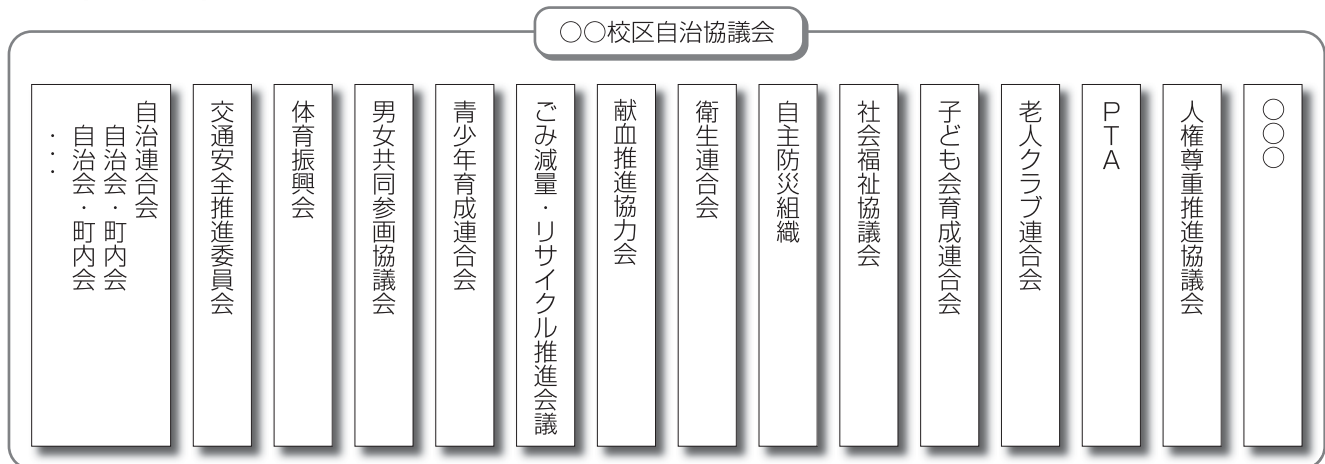 ○○校区自治協議会
自治連合会
自治会・町内会
自治会・町内会
・・・
交通安全推進委員会
体育振興会
男女共同参画協議会
青少年育成連合会
ごみ減量・リサイクル推進会議
献血推進協力会
衛生連合会
自主防災組織
社会福祉協議会
子ども会育成連合会
老人クラブ連合会
PTA
人権尊重推進協議会
○○○